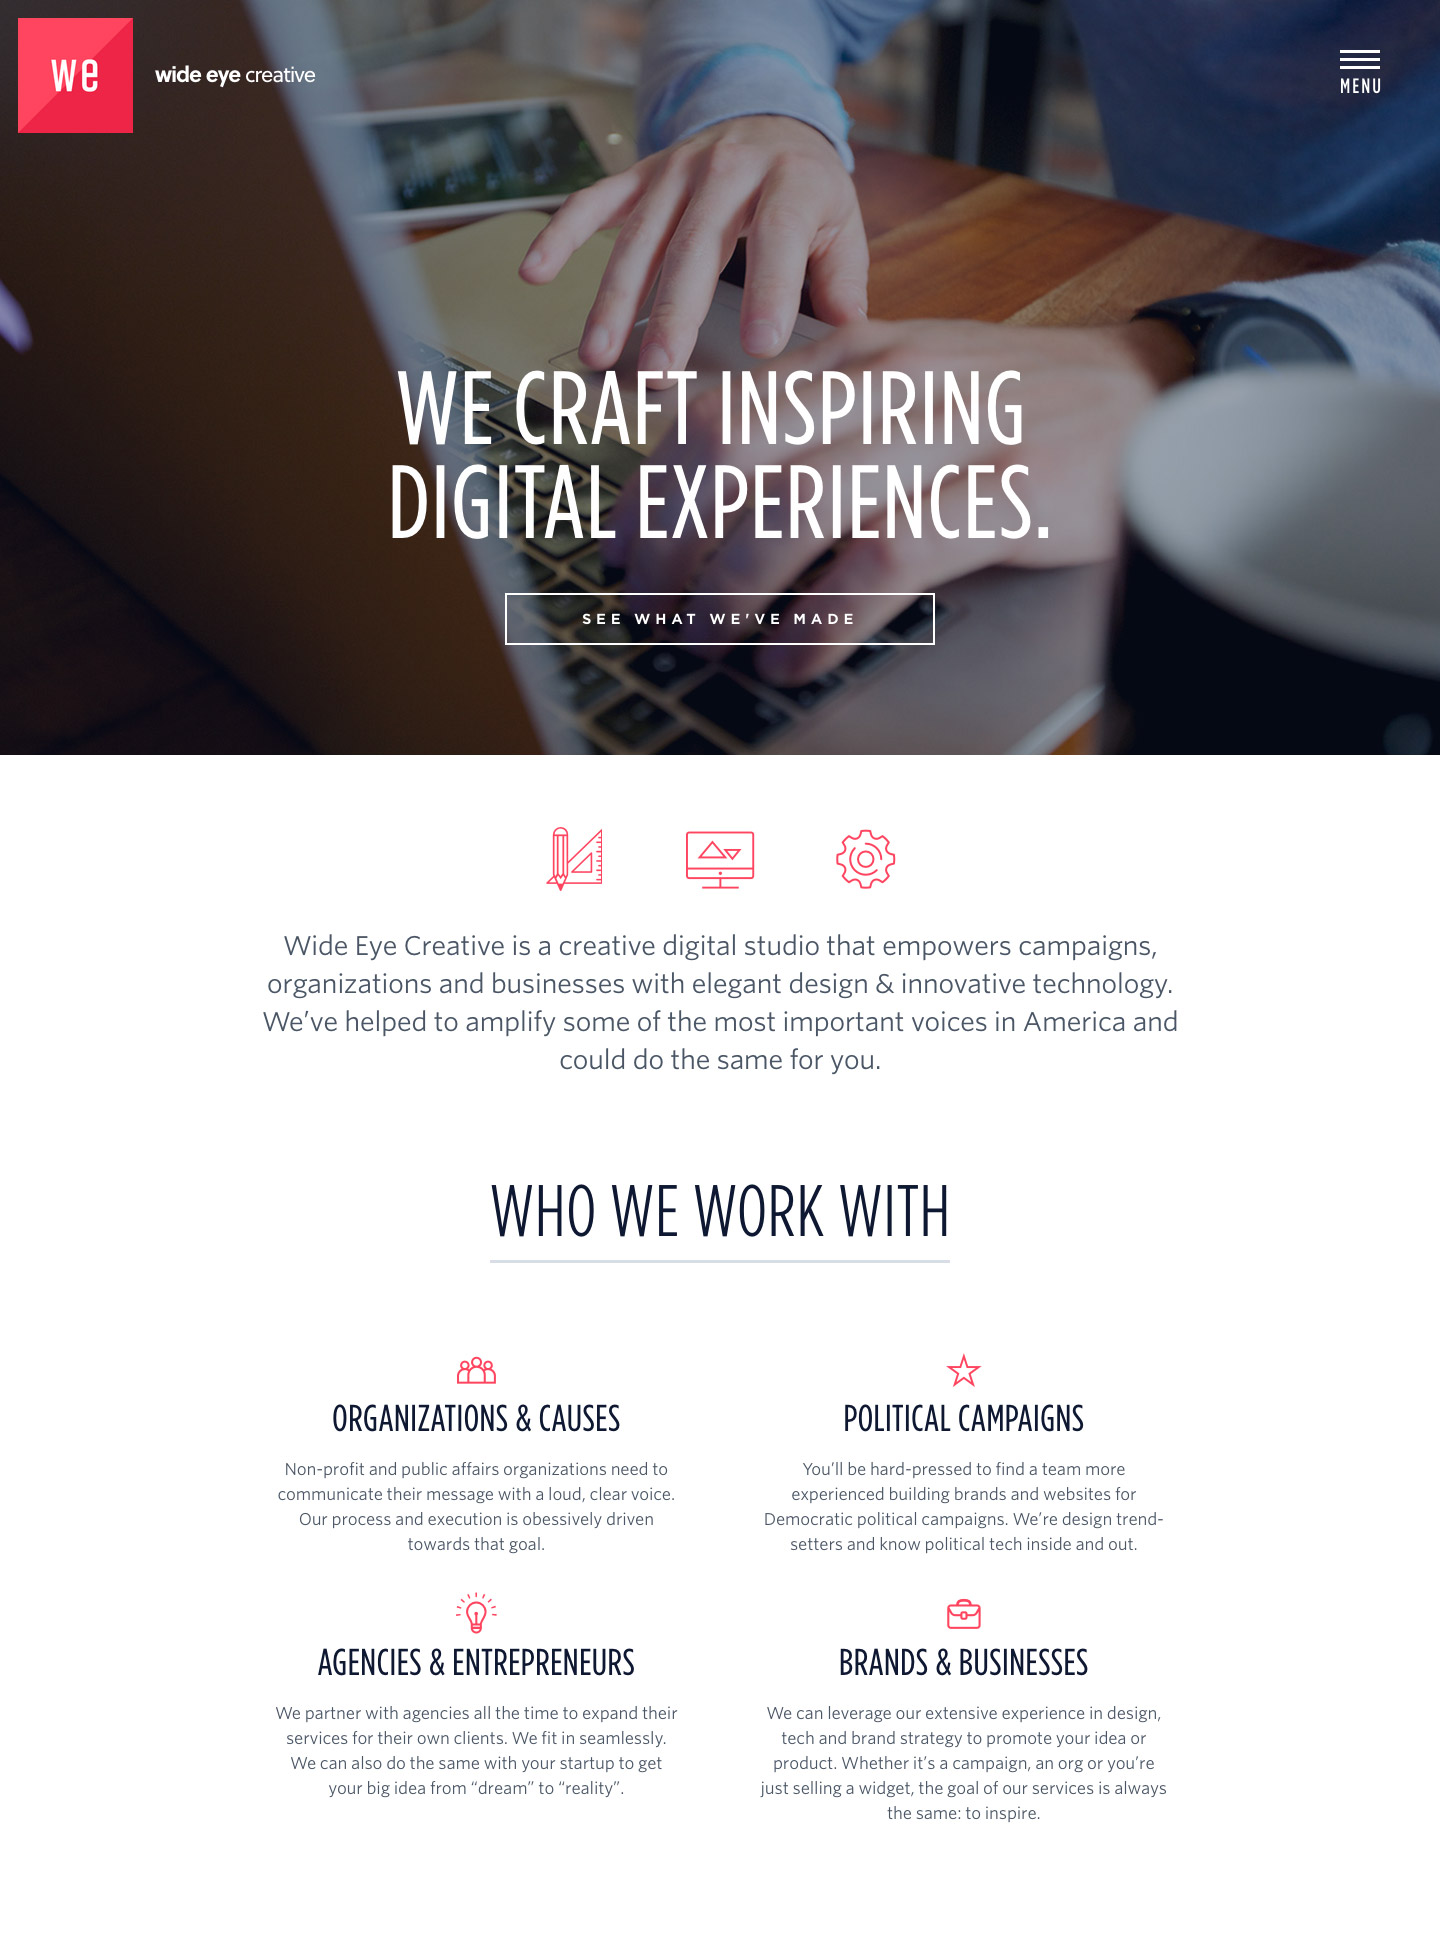 we
wide eye creative
MENU
WE CRAFT INSPIRING
DIGITAL EXPERIENCES.
SEE WHAT WE'VE MADE
Wide Eye Creative is a creative digital studio that empowers campaigns,
organizations and businesses with elegant design & innovative technology.
We’ve helped to amplify some of the most important voices in America and
could do the same for you.
WHO WE WORK WITH
ORGANIZATIONS & CAUSES
Non-profit and public affairs organizations need to
communicate their message with a loud, clear voice.
Our process and execution is obessively driven
towards that goal.
POLITICAL CAMPAIGNS
You’ll be hard-pressed to find a team more
experienced building brands and websites for
Democratic political campaigns. We’re design trend-
setters and know political tech inside and out.
AGENCIES & ENTREPRENEURS
We partner with agencies all the time to expand their
services for their own clients. We fit in seamlessly.
We can also do the same with your startup to get
your big idea from “dream” to “reality”.
BRANDS & BUSINESSES
We can leverage our extensive experience in design,
tech and brand strategy to promote your idea or
product. Whether it’s a campaign, an org or you’re
just selling a widget, the goal of our services is always
the same: to inspire.